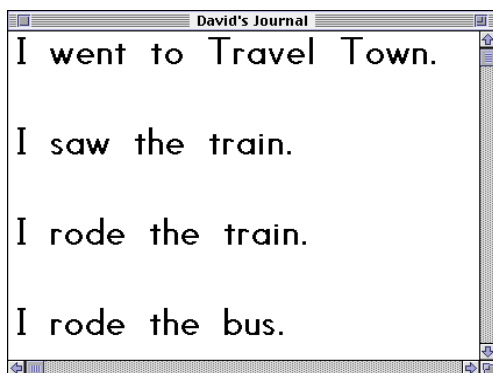 David's Journal
I went to Travel Town.
I saw the train.
I rode the train.
I rode the bus.